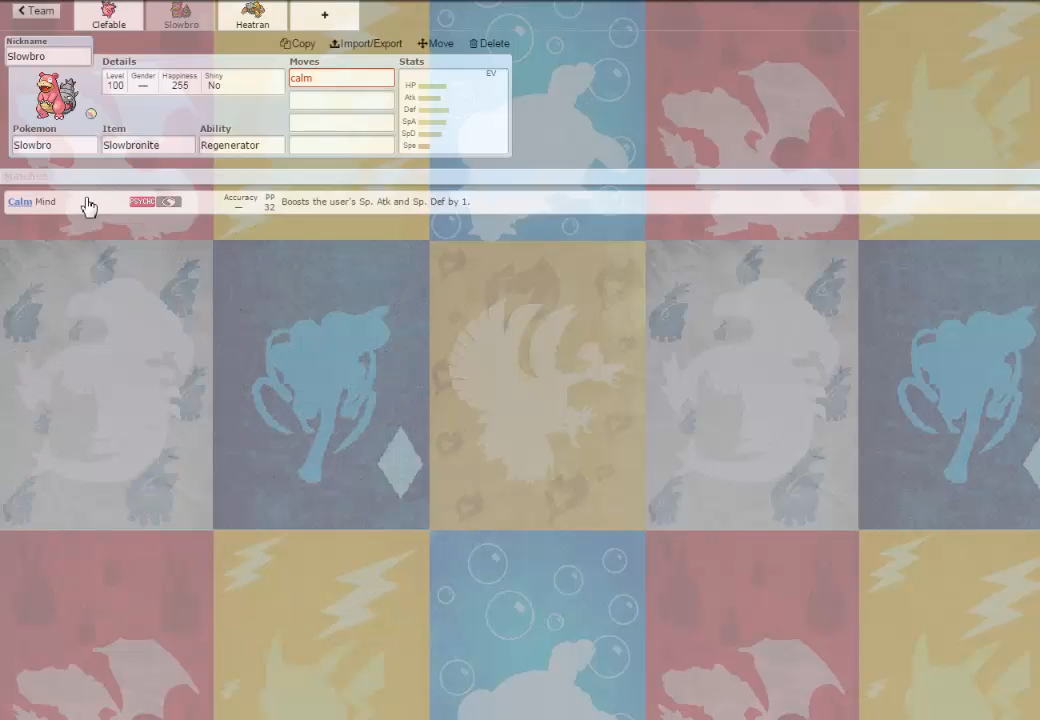 Team
Clefable
Slowbro
Heatran
+
Nickname
Slowbro
Copy
Import/Export
Move
Delete
Details
Moves
Stats
Level
100
Gender
—
Happiness
255
Shiny
No
calm
EV
HP
Atk
Def
SpA
SpD
Spe
Pokemon
Slowbro
Item
Slowbronite
Ability
Regenerator
Matches
Calm Mind
PSYCHC
Accuracy
—
PP
32
Boosts the user's Sp. Atk and Sp. Def by 1.